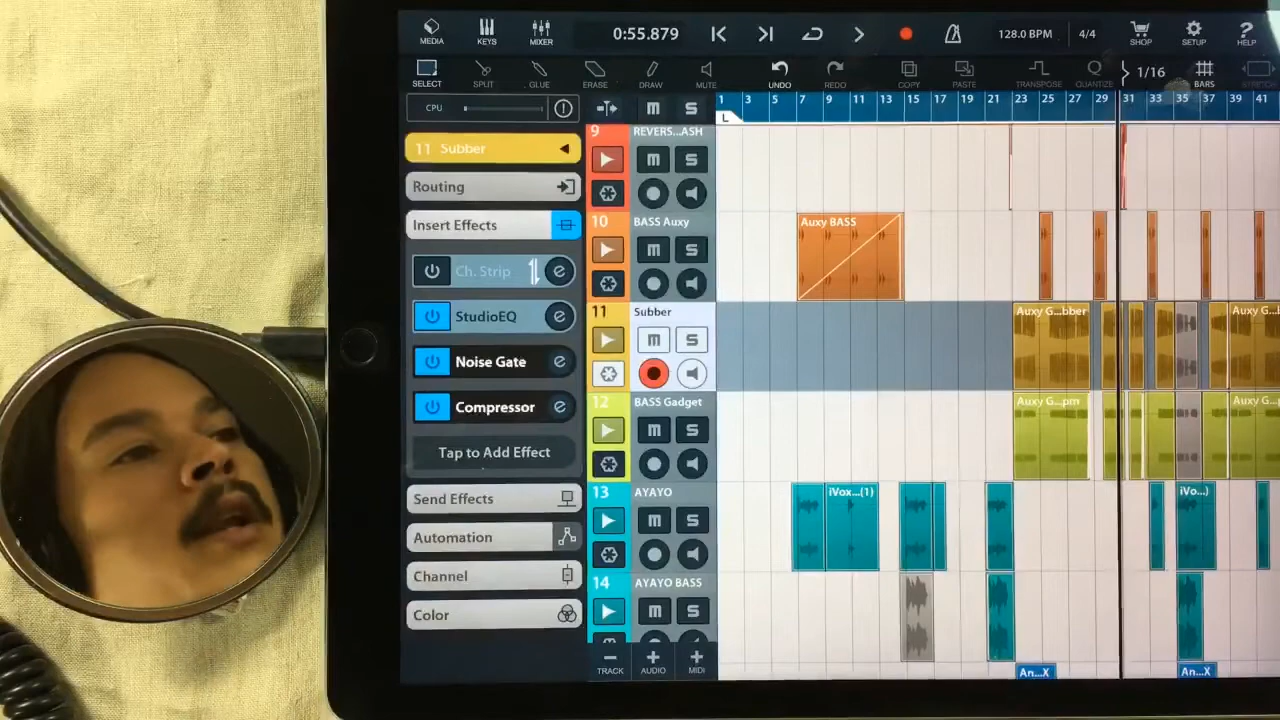 MEDIA KEYS MIXER 0:55.879 128.0 BPM 4/4 SHOP SETUP HELP
SELECT SPLIT GLUE ERASE DRAW MUTE UNDO REDO COPY PASTE TRANSPOSE QUANTIZE 1/16 BARS
CPU m S 1 3 5 7 9 11 13 15 17 19 21 23 25 27 29 31 33 35 37 39 41
L
11 Subber
Routing
Insert Effects
Ch. Strip e
StudioEQ e
Noise Gate e
Compressor e
Tap to Add Effect
Send Effects
Automation
Channel
Color
9 REVERS...ASH
m S
10 BASS Auxy
m S
Auxy BASS
11 Subber
m S
Auxy G...bber
12 BASS Gadget
m S
Auxy G...pm Auxy G...pm
13 AYAYO
m S
iVox...(1) iVo...)
14 AYAYO BASS
m S
An...X An...X
TRACK AUDIO MIDI